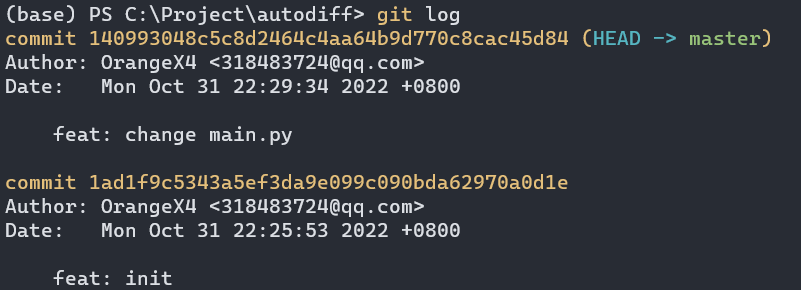 (base) PS C:\Project\autodiff> git log
commit 140993048c5c8d2464c4aa64b9d770c8cac45d84 (HEAD -> master)
Author: OrangeX4 <318483724@qq.com>
Date:   Mon Oct 31 22:29:34 2022 +0800
    feat: change main.py
commit 1ad1f9c5343a5ef3da9e099c090bda62970a0d1e
Author: OrangeX4 <318483724@qq.com>
Date:   Mon Oct 31 22:25:53 2022 +0800
    feat: init